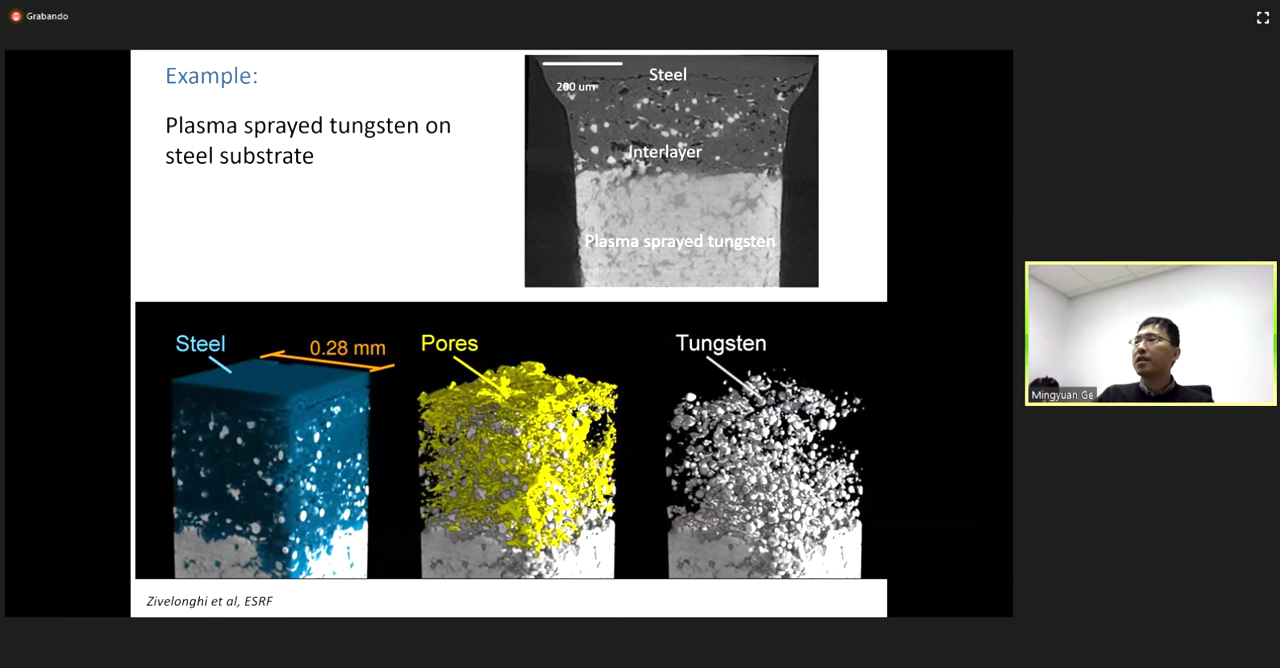 Grabando
Example:
Plasma sprayed tungsten on
steel substrate
200 um
Steel
Interlayer
Plasma sprayed tungsten
Steel
0.28 mm
Pores
Tungsten
Zivelonghi et al, ESRF
Mingyuan Ge